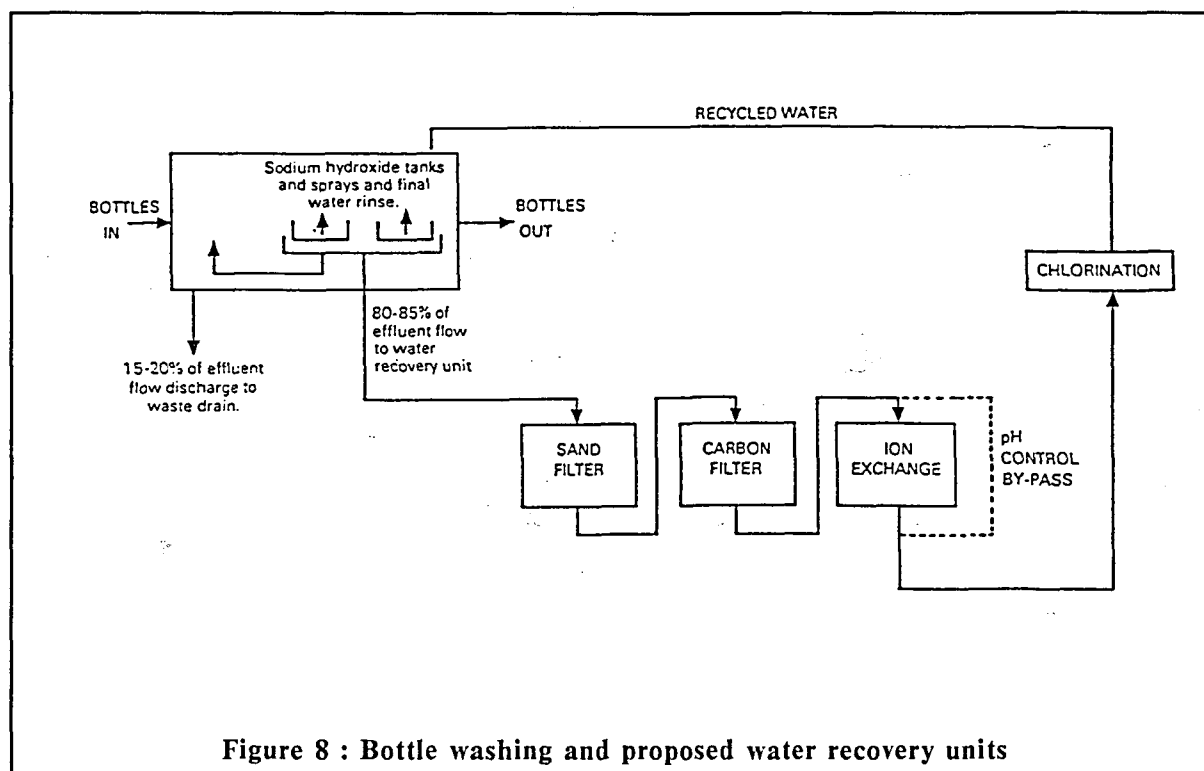 RECYCLED WATER
Sodium hydroxide tanks
and sprays and final
water rinse.
BOTTLES
IN
BOTTLES
OUT
CHLORINATION
80-85% of
effluent flow
to water
recovery unit
15-20% of effluent
flow discharge to
waste drain.
SAND
FILTER
CARBON
FILTER
ION
EXCHANGE
pH
CONTROL
BY-PASS
Figure 8 : Bottle washing and proposed water recovery units